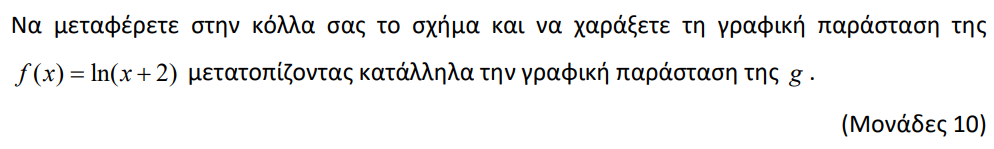 Να μεταφέρετε στην κόλλα σας το σχήμα και να χαράξετε τη γραφική παράσταση της
f(x) = ln(x + 2) μετατοπίζοντας κατάλληλα την γραφική παράσταση της g .
(Μονάδες 10)